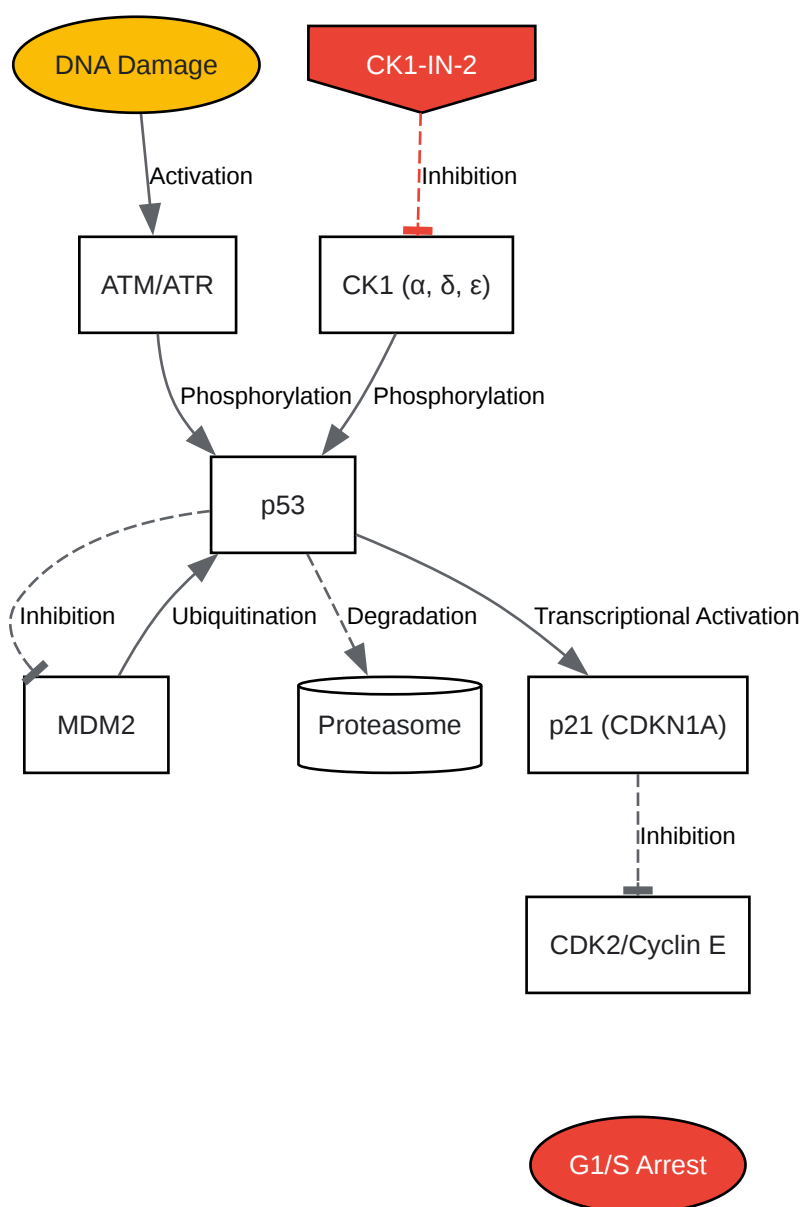 DNA Damage
CK1-IN-2
Activation
Inhibition
ATM/ATR
CK1 (α, δ, ε)
Phosphorylation
Phosphorylation
p53
Inhibition
Ubiquitination
Degradation
Transcriptional Activation
MDM2
Proteasome
p21 (CDKN1A)
Inhibition
CDK2/Cyclin E
G1/S Arrest